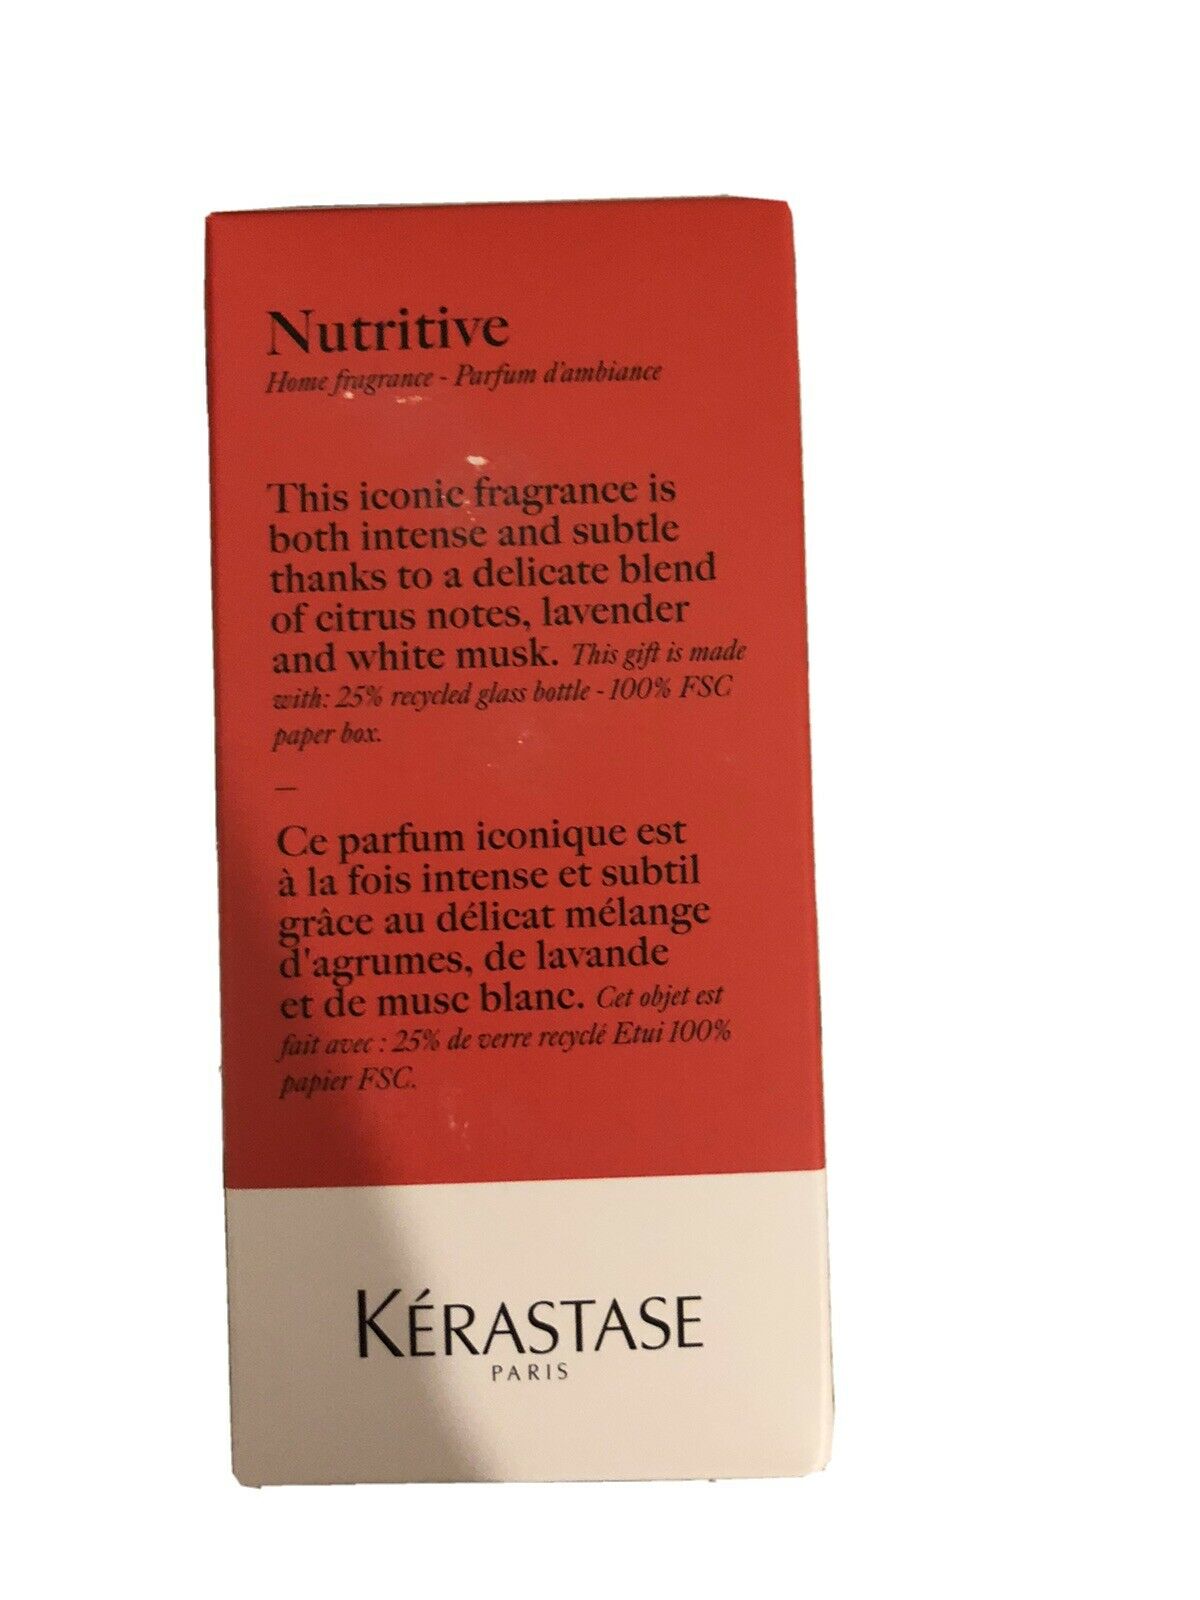 Nutritive
Home fragrance - Parfum d'ambiance
This iconic fragrance is
both intense and subtle
thanks to a delicate blend
of citrus notes, lavender
and white musk. This gift is made
with: 25% recycled glass bottle - 100% FSC
paper box.
—
Ce parfum iconique est
à la fois intense et subtil
grâce au délicat mélange
d'agrumes, de lavande
et de musc blanc. Cet objet est
fait avec : 25% de verre recyclé Etui 100%
papier FSC.
KÉRASTASE
PARIS